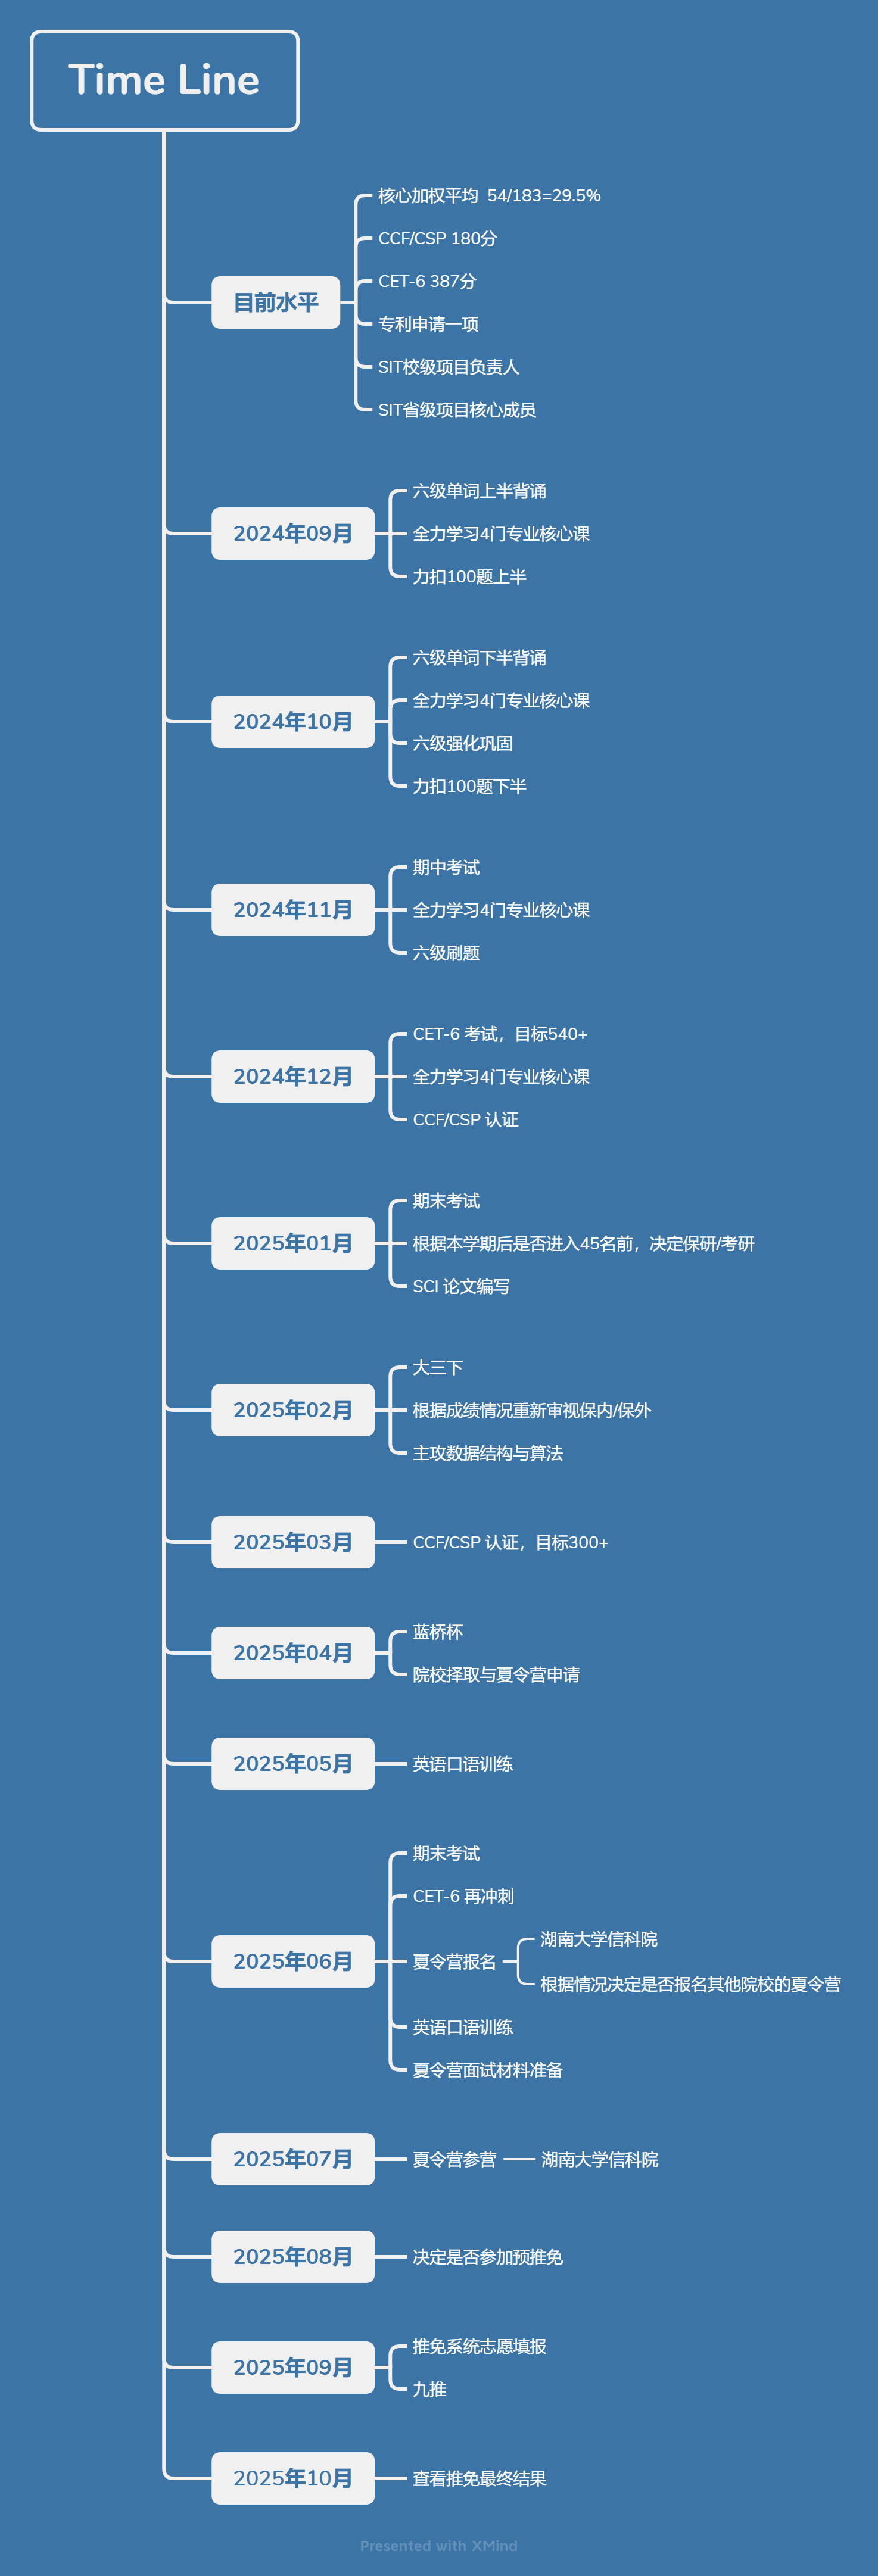 Time Line
目前水平
核心加权平均 54/183=29.5%
CCF/CSP 180分
CET-6 387分
专利申请一项
SIT校级项目负责人
SIT省级项目核心成员
2024年09月
六级单词上半背诵
全力学习4门专业核心课
力扣100题上半
2024年10月
六级单词下半背诵
全力学习4门专业核心课
六级强化巩固
力扣100题下半
2024年11月
期中考试
全力学习4门专业核心课
六级刷题
2024年12月
CET-6 考试，目标540+
全力学习4门专业核心课
CCF/CSP 认证
2025年01月
期末考试
根据本学期后是否进入45名前，决定保研/考研
SCI 论文编写
2025年02月
大三下
根据成绩情况重新审视保内/保外
主攻数据结构与算法
2025年03月
CCF/CSP 认证，目标300+
2025年04月
蓝桥杯
院校择取与夏令营申请
2025年05月
英语口语训练
2025年06月
期末考试
CET-6 再冲刺
夏令营报名
湖南大学信科院
根据情况决定是否报名其他院校的夏令营
英语口语训练
夏令营面试材料准备
2025年07月
夏令营参营
湖南大学信科院
2025年08月
决定是否参加预推免
2025年09月
推免系统志愿填报
九推
2025年10月
查看推免最终结果
Presented with XMind